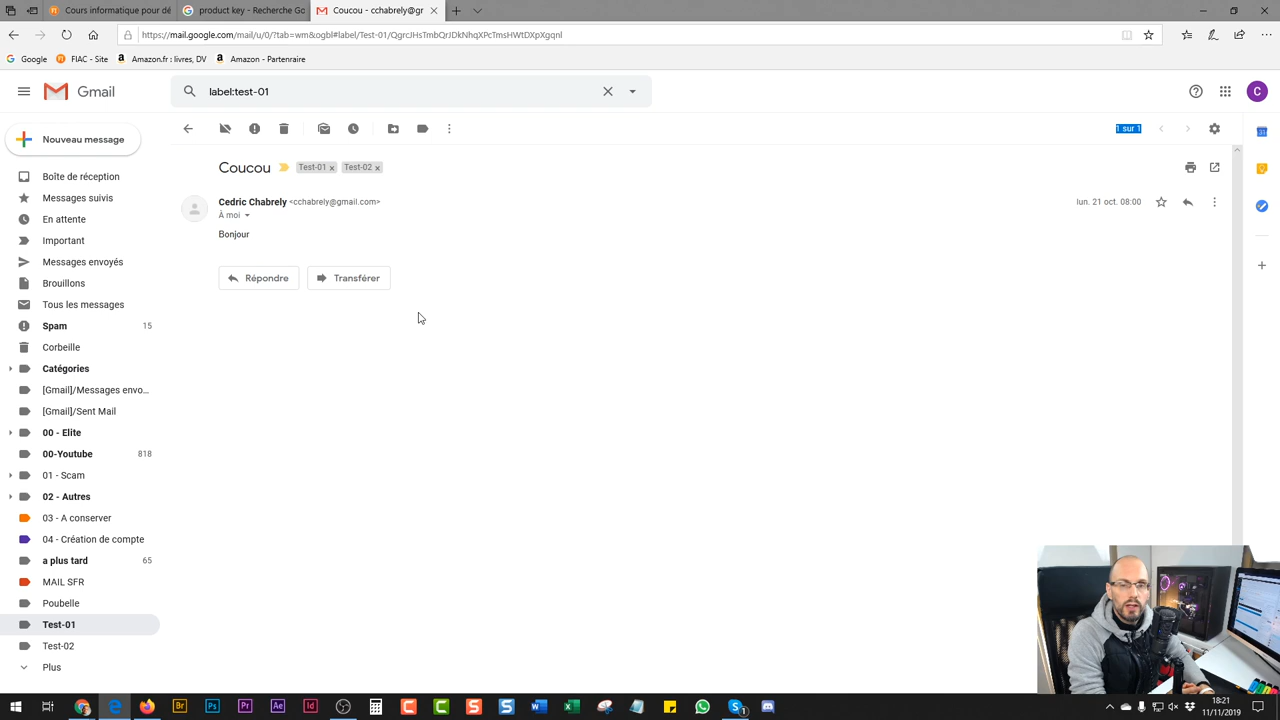 Cours informatique pour dé
product key - Recherche Go
Coucou - cchabrely@gr
https://mail.google.com/mail/u/0/?tab=wm&ogbl#label/Test-01/QgrcJHsTmbQrJDkNhqXPcTmsHWtDXpXgqnl
Google
FIAC - Site
Amazon.fr : livres, DV
Amazon - Partenraire
Gmail
label:test-01
C
Nouveau message
1 sur 1
Boîte de réception
Messages suivis
En attente
Important
Messages envoyés
Brouillons
Tous les messages
Spam 15
Corbeille
Catégories
[Gmail]/Messages envo...
[Gmail]/Sent Mail
00 - Elite
00-Youtube 818
01 - Scam
02 - Autres
03 - A conserver
04 - Création de compte
a plus tard 65
MAIL SFR
Poubelle
Test-01
Test-02
Plus
Coucou Test-01 x Test-02 x
Cedric Chabrely <cchabrely@gmail.com> lun. 21 oct. 08:00
À moi
Bonjour
Répondre Transférer
18:21
11/11/2019